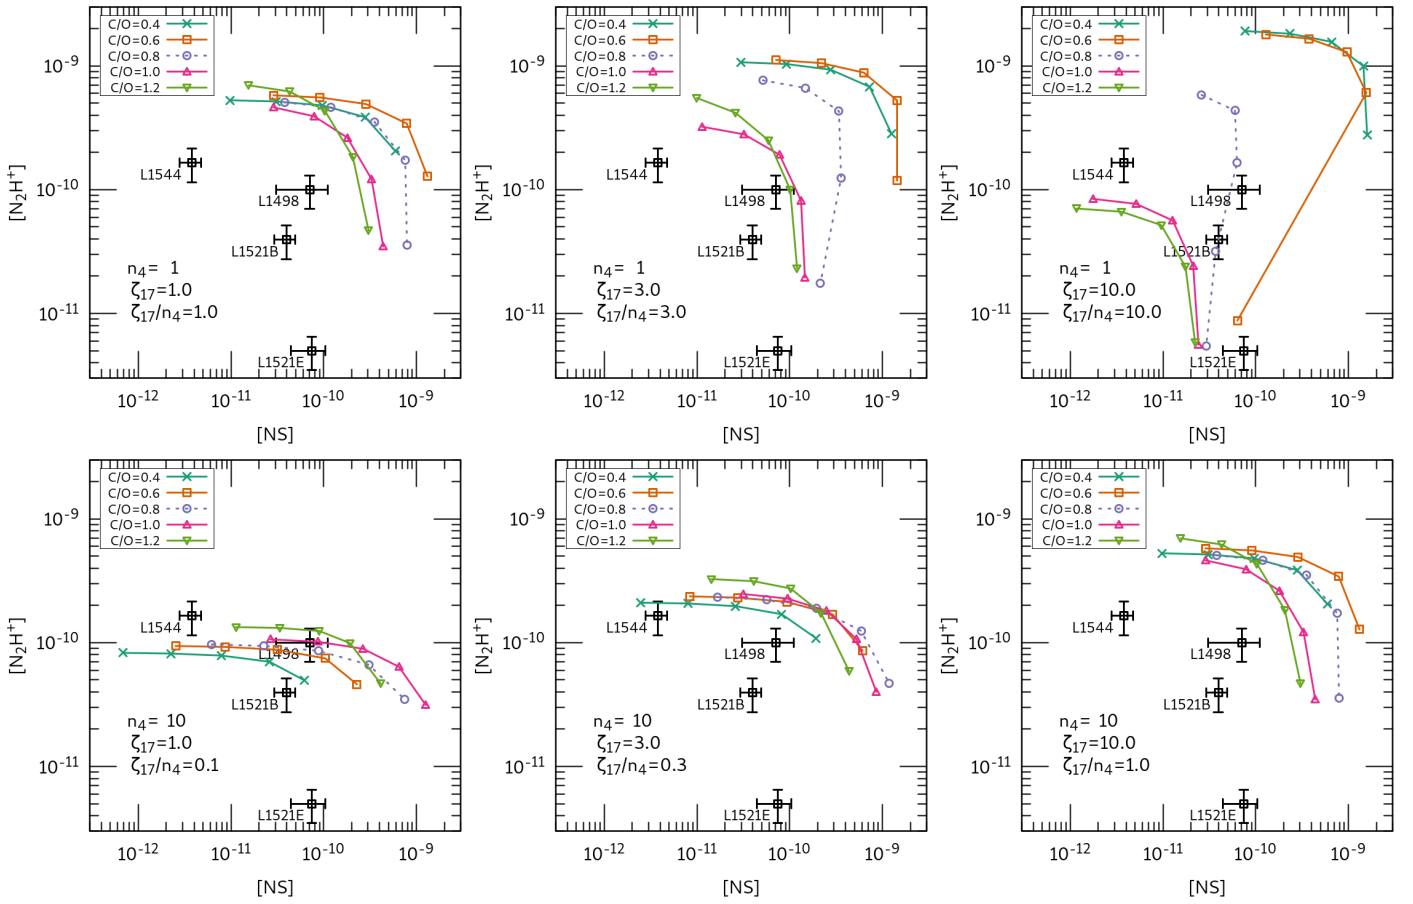 C/O=0.4
C/O=0.6
C/O=0.8
C/O=1.0
C/O=1.2
10⁻⁹
10⁻¹⁰
10⁻¹¹
[N₂H⁺]
L1544
L1498
L1521B
L1521E
n₄= 1
ζ₁₇=1.0
ζ₁₇/n₄=1.0
10⁻¹² 10⁻¹¹ 10⁻¹⁰ 10⁻⁹
[NS]
C/O=0.4
C/O=0.6
C/O=0.8
C/O=1.0
C/O=1.2
10⁻⁹
10⁻¹⁰
10⁻¹¹
[N₂H⁺]
L1544
L1498
L1521B
L1521E
n₄= 1
ζ₁₇=3.0
ζ₁₇/n₄=3.0
10⁻¹² 10⁻¹¹ 10⁻¹⁰ 10⁻⁹
[NS]
C/O=0.4
C/O=0.6
C/O=0.8
C/O=1.0
C/O=1.2
10⁻⁹
10⁻¹⁰
10⁻¹¹
[N₂H⁺]
L1544
L1498
L1521B
L1521E
n₄= 1
ζ₁₇=10.0
ζ₁₇/n₄=10.0
10⁻¹² 10⁻¹¹ 10⁻¹⁰ 10⁻⁹
[NS]
C/O=0.4
C/O=0.6
C/O=0.8
C/O=1.0
C/O=1.2
10⁻⁹
10⁻¹⁰
10⁻¹¹
[N₂H⁺]
L1544
L1498
L1521B
L1521E
n₄= 10
ζ₁₇=1.0
ζ₁₇/n₄=0.1
10⁻¹² 10⁻¹¹ 10⁻¹⁰ 10⁻⁹
[NS]
C/O=0.4
C/O=0.6
C/O=0.8
C/O=1.0
C/O=1.2
10⁻⁹
10⁻¹⁰
10⁻¹¹
[N₂H⁺]
L1544
L1498
L1521B
L1521E
n₄= 10
ζ₁₇=3.0
ζ₁₇/n₄=0.3
10⁻¹² 10⁻¹¹ 10⁻¹⁰ 10⁻⁹
[NS]
C/O=0.4
C/O=0.6
C/O=0.8
C/O=1.0
C/O=1.2
10⁻⁹
10⁻¹⁰
10⁻¹¹
[N₂H⁺]
L1544
L1498
L1521B
L1521E
n₄= 10
ζ₁₇=10.0
ζ₁₇/n₄=1.0
10⁻¹² 10⁻¹¹ 10⁻¹⁰ 10⁻⁹
[NS]